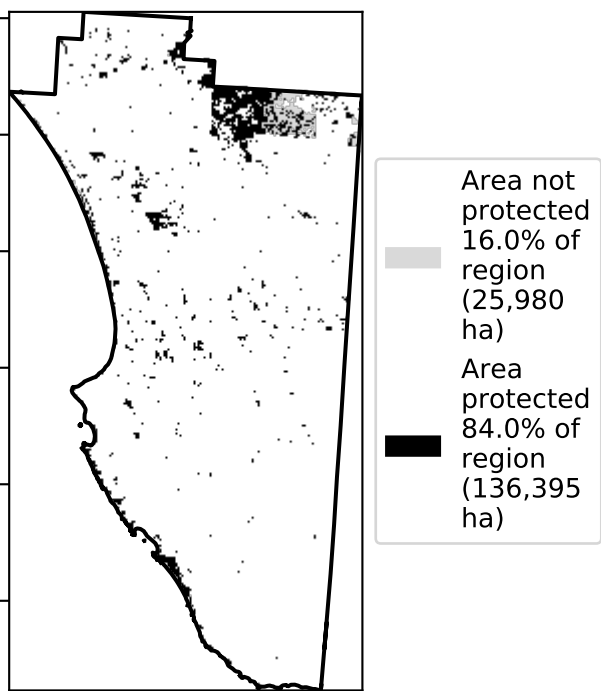 Area not
protected
16.0% of
region
(25,980
ha)
Area
protected
84.0% of
region
(136,395
ha)